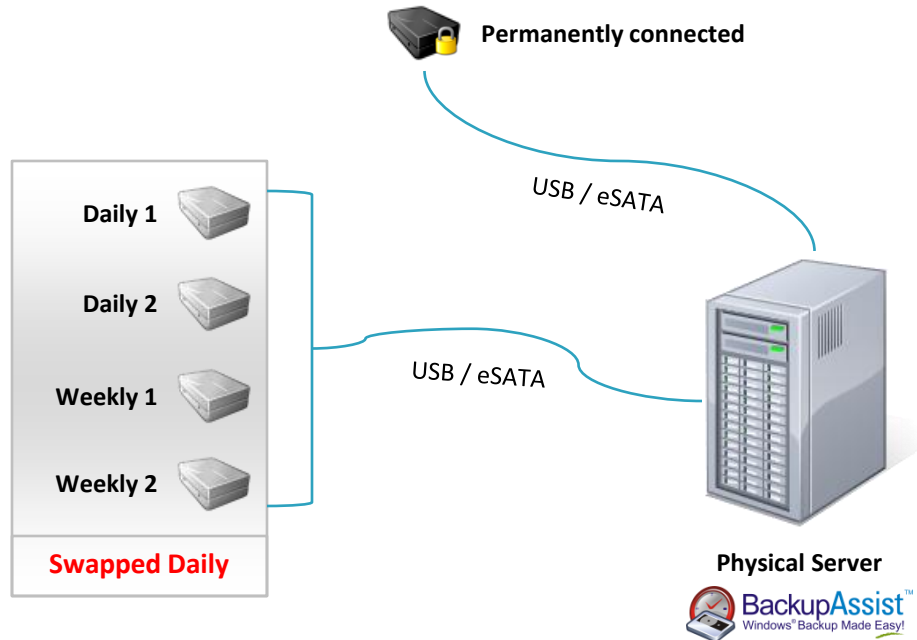 Permanently connected
USB / eSATA
Daily 1
Daily 2
Weekly 1
Weekly 2
Swapped Daily
USB / eSATA
Physical Server
BackupAssist™
Windows® Backup Made Easy!